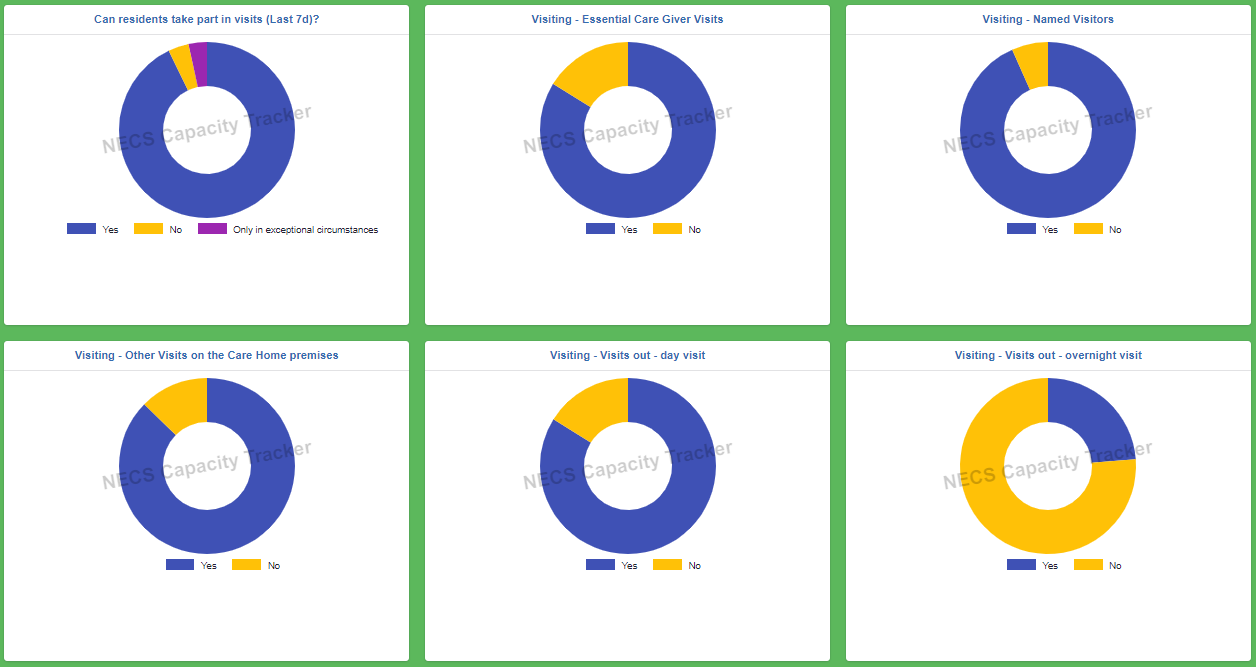 Can residents take part in visits (Last 7d)?
NECS Capacity Tracker
Yes No Only in exceptional circumstances
Visiting - Essential Care Giver Visits
NECS Capacity Tracker
Yes No
Visiting - Named Visitors
NECS Capacity Tracker
Yes No
Visiting - Other Visits on the Care Home premises
NECS Capacity Tracker
Yes No
Visiting - Visits out - day visit
NECS Capacity Tracker
Yes No
Visiting - Visits out - overnight visit
NECS Capacity Tracker
Yes No